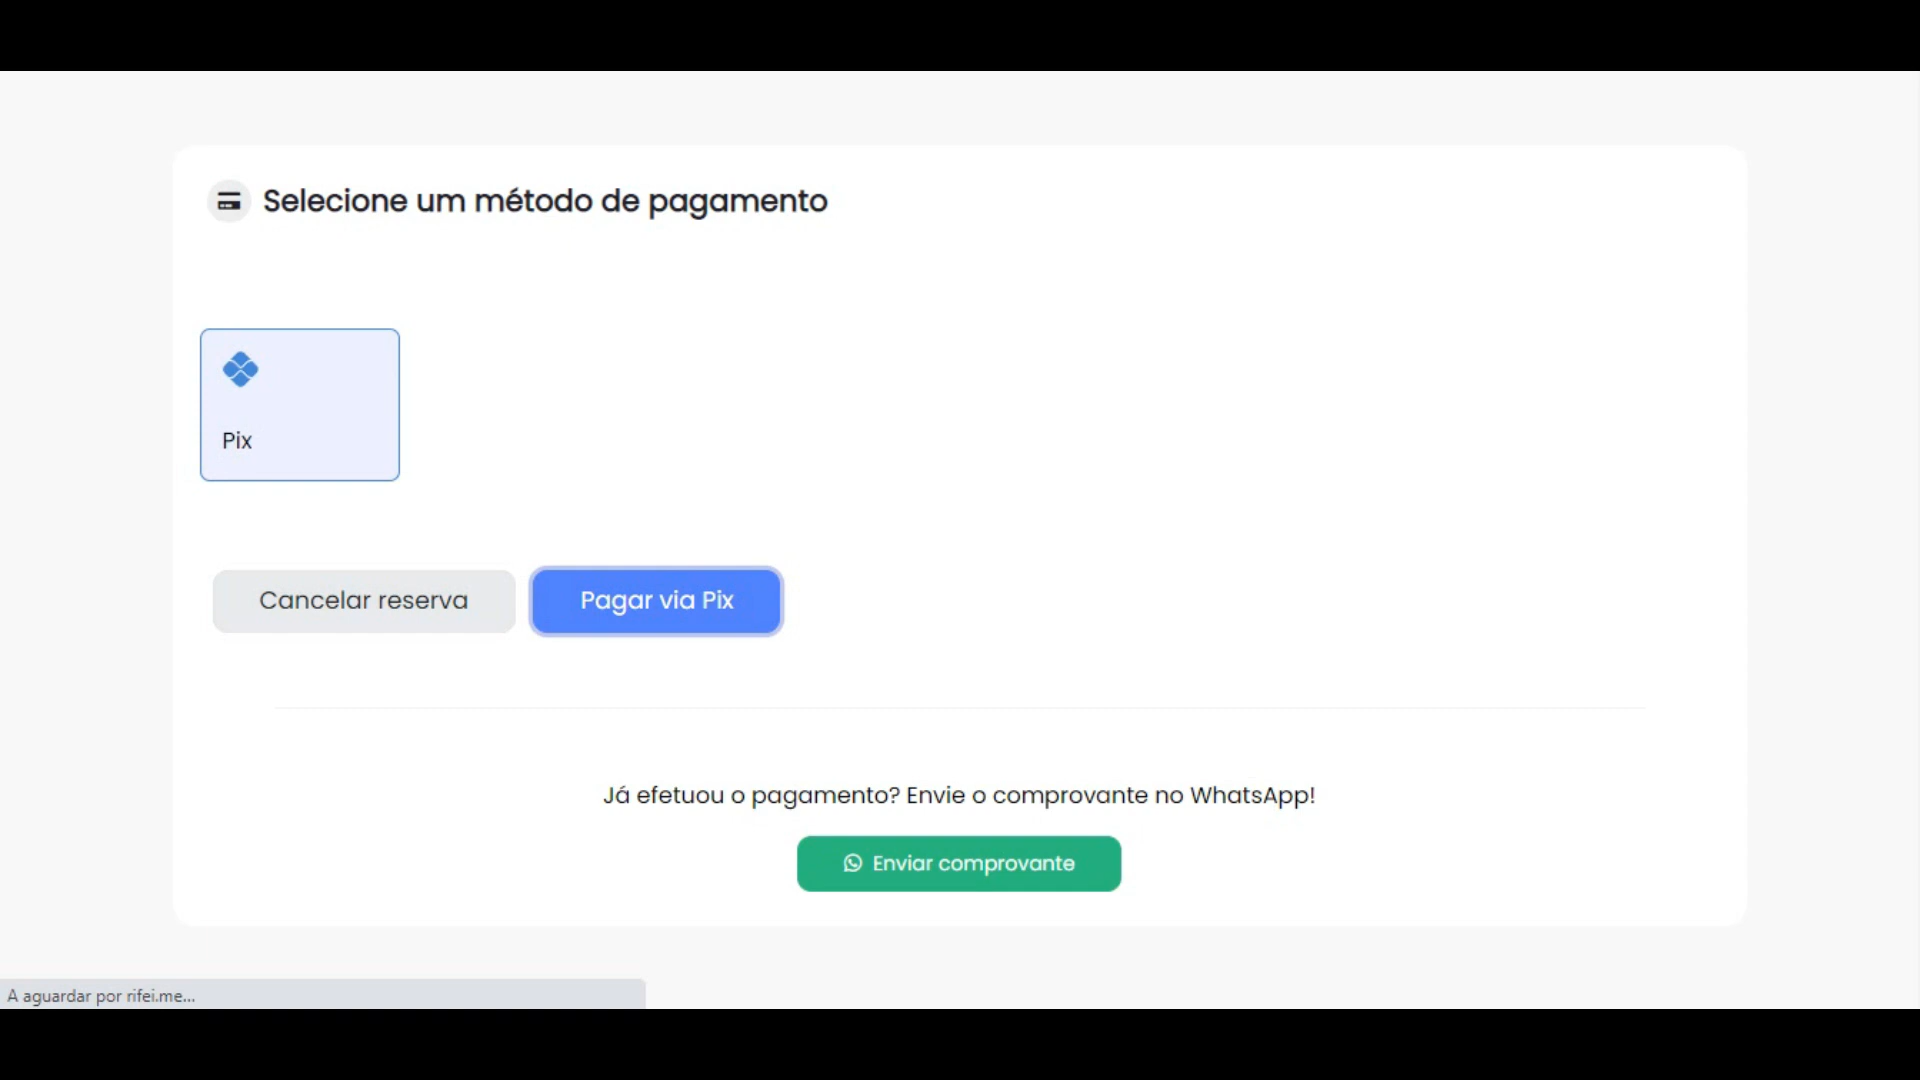 Selecione um método de pagamento
Pix
Cancelar reserva
Pagar via Pix
Já efetuou o pagamento? Envie o comprovante no WhatsApp!
Enviar comprovante
A aguardar por rifei.me...